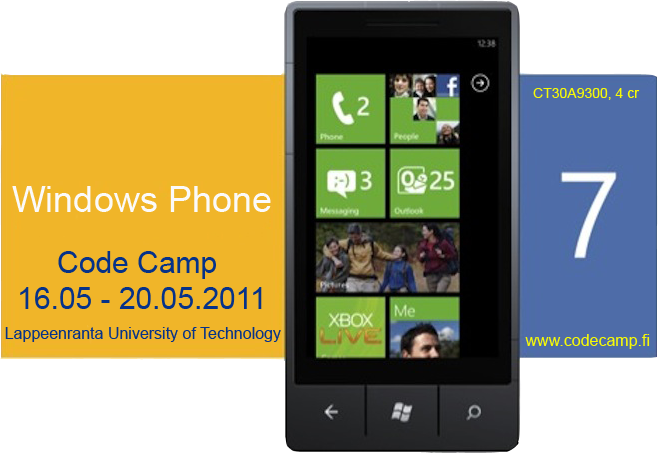 Windows Phone
7
Code Camp
16.05 - 20.05.2011
Lappeenranta University of Technology
CT30A9300, 4 cr
www.codecamp.fi
12:38
2
Phone
f
People
:-)
3
Messaging
O
25
Outlook
Pictures
XBOX
LIVE
Me